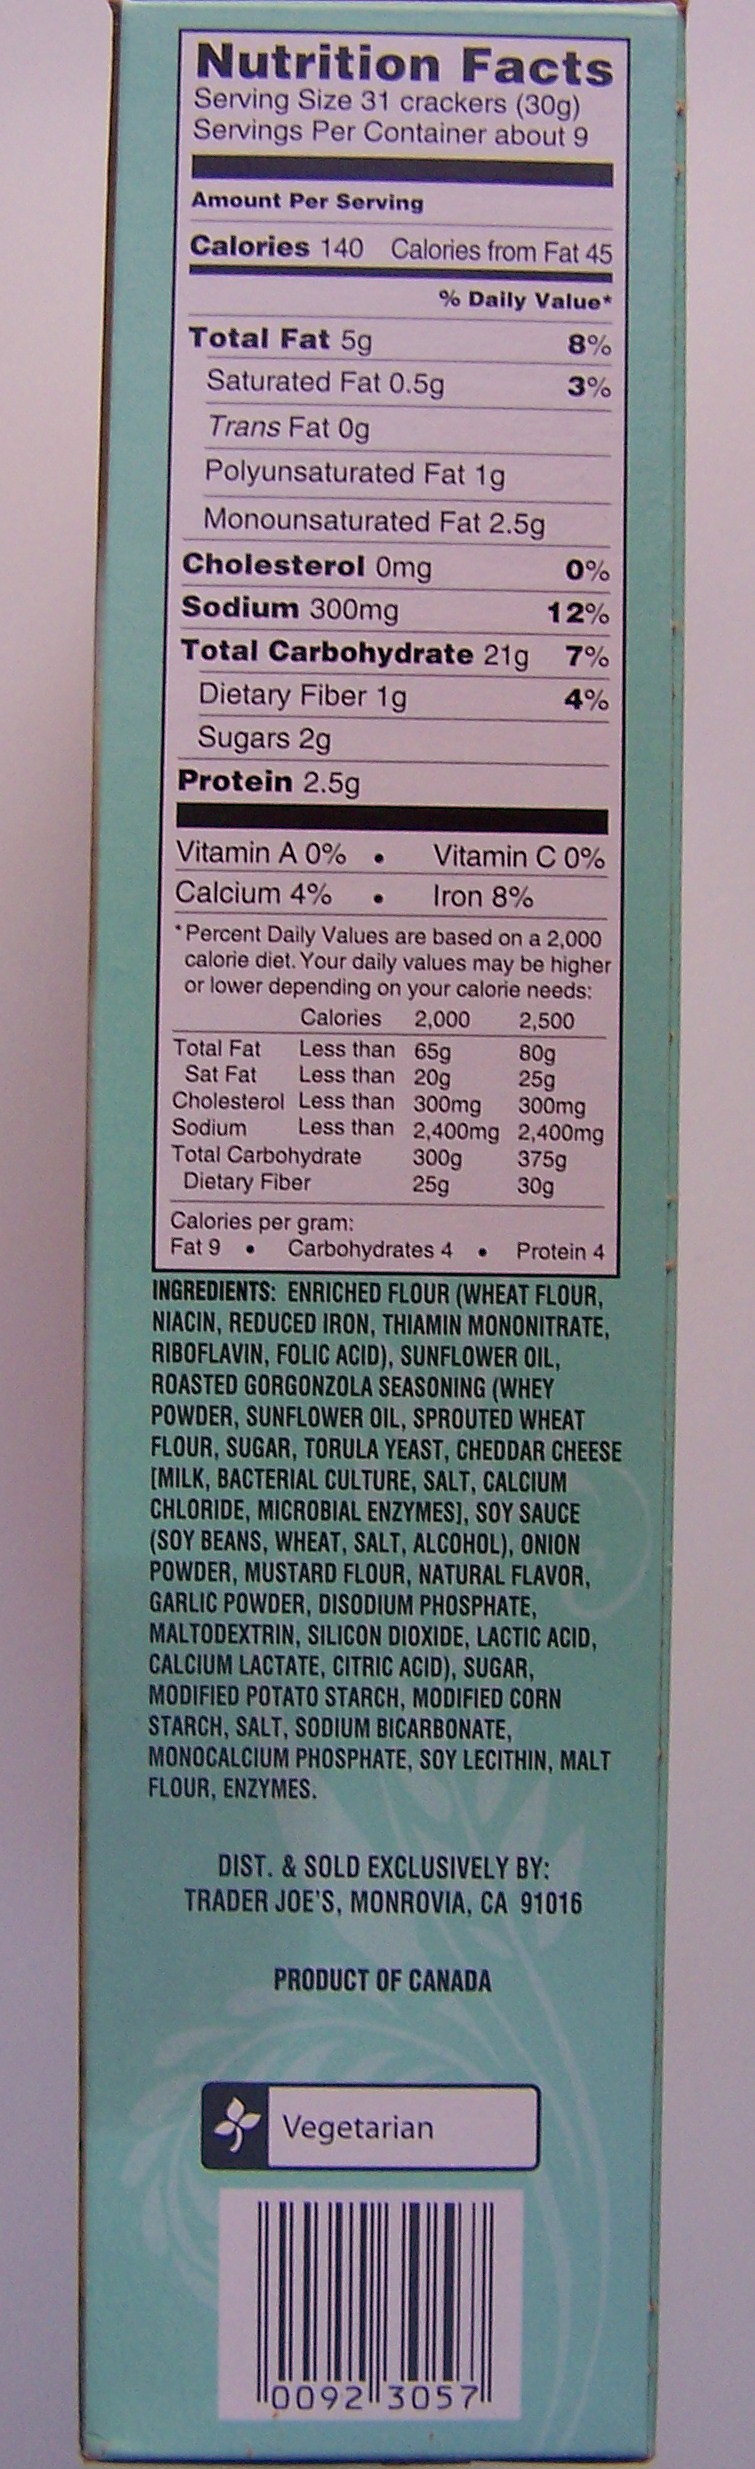 Nutrition Facts
Serving Size 31 crackers (30g)
Servings Per Container about 9
Amount Per Serving
Calories 140 Calories from Fat 45
% Daily Value*
Total Fat 5g 8%
Saturated Fat 0.5g 3%
Trans Fat 0g
Polyunsaturated Fat 1g
Monounsaturated Fat 2.5g
Cholesterol 0mg 0%
Sodium 300mg 12%
Total Carbohydrate 21g 7%
Dietary Fiber 1g 4%
Sugars 2g
Protein 2.5g
Vitamin A 0% • Vitamin C 0%
Calcium 4% • Iron 8%
*Percent Daily Values are based on a 2,000
calorie diet. Your daily values may be higher
or lower depending on your calorie needs:
Calories 2,000 2,500
Total Fat Less than 65g 80g
Sat Fat Less than 20g 25g
Cholesterol Less than 300mg 300mg
Sodium Less than 2,400mg 2,400mg
Total Carbohydrate 300g 375g
Dietary Fiber 25g 30g
Calories per gram:
Fat 9 • Carbohydrates 4 • Protein 4
INGREDIENTS: ENRICHED FLOUR (WHEAT FLOUR,
NIACIN, REDUCED IRON, THIAMIN MONONITRATE,
RIBOFLAVIN, FOLIC ACID), SUNFLOWER OIL,
ROASTED GORGONZOLA SEASONING (WHEY
POWDER, SUNFLOWER OIL, SPROUTED WHEAT
FLOUR, SUGAR, TORULA YEAST, CHEDDAR CHEESE
[MILK, BACTERIAL CULTURE, SALT, CALCIUM
CHLORIDE, MICROBIAL ENZYMES], SOY SAUCE
(SOY BEANS, WHEAT, SALT, ALCOHOL), ONION
POWDER, MUSTARD FLOUR, NATURAL FLAVOR,
GARLIC POWDER, DISODIUM PHOSPHATE,
MALTODEXTRIN, SILICON DIOXIDE, LACTIC ACID,
CALCIUM LACTATE, CITRIC ACID), SUGAR,
MODIFIED POTATO STARCH, MODIFIED CORN
STARCH, SALT, SODIUM BICARBONATE,
MONOCALCIUM PHOSPHATE, SOY LECITHIN, MALT
FLOUR, ENZYMES.
DIST. & SOLD EXCLUSIVELY BY:
TRADER JOE'S, MONROVIA, CA 91016
PRODUCT OF CANADA
Vegetarian
0092 3057